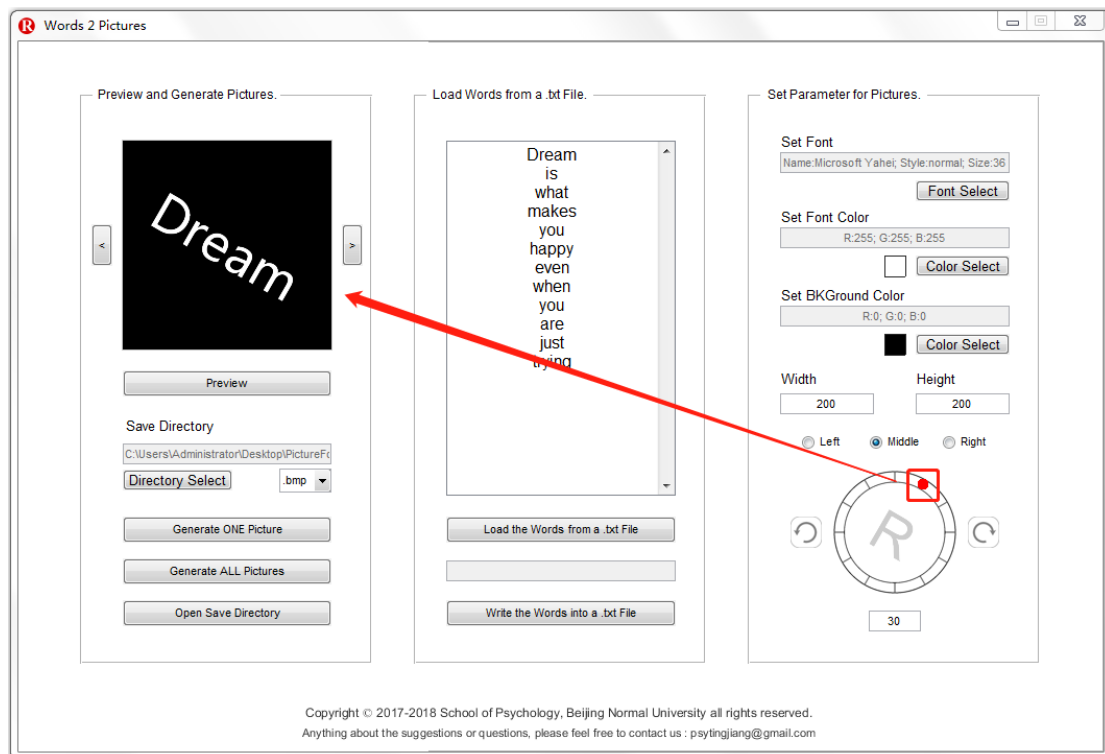 Words 2 Pictures
Preview and Generate Pictures.
Dream
<
>
Preview
Save Directory
C:\Users\Administrator\Desktop\PictureFo
Directory Select
.bmp
Generate ONE Picture
Generate ALL Pictures
Open Save Directory
Load Words from a .txt File.
Dream
is
what
makes
you
happy
even
when
you
are
just
trying
Load the Words from a .txt File
Write the Words into a .txt File
Set Parameter for Pictures.
Set Font
Name:Microsoft Yahei; Style:normal; Size:36
Font Select
Set Font Color
R:255; G:255; B:255
Color Select
Set BKGround Color
R:0; G:0; B:0
Color Select
Width Height
200 200
Left Middle Right
R
30
Copyright © 2017-2018 School of Psychology, Beijing Normal University all rights reserved.
Anything about the suggestions or questions, please feel free to contact us : psytingjiang@gmail.com